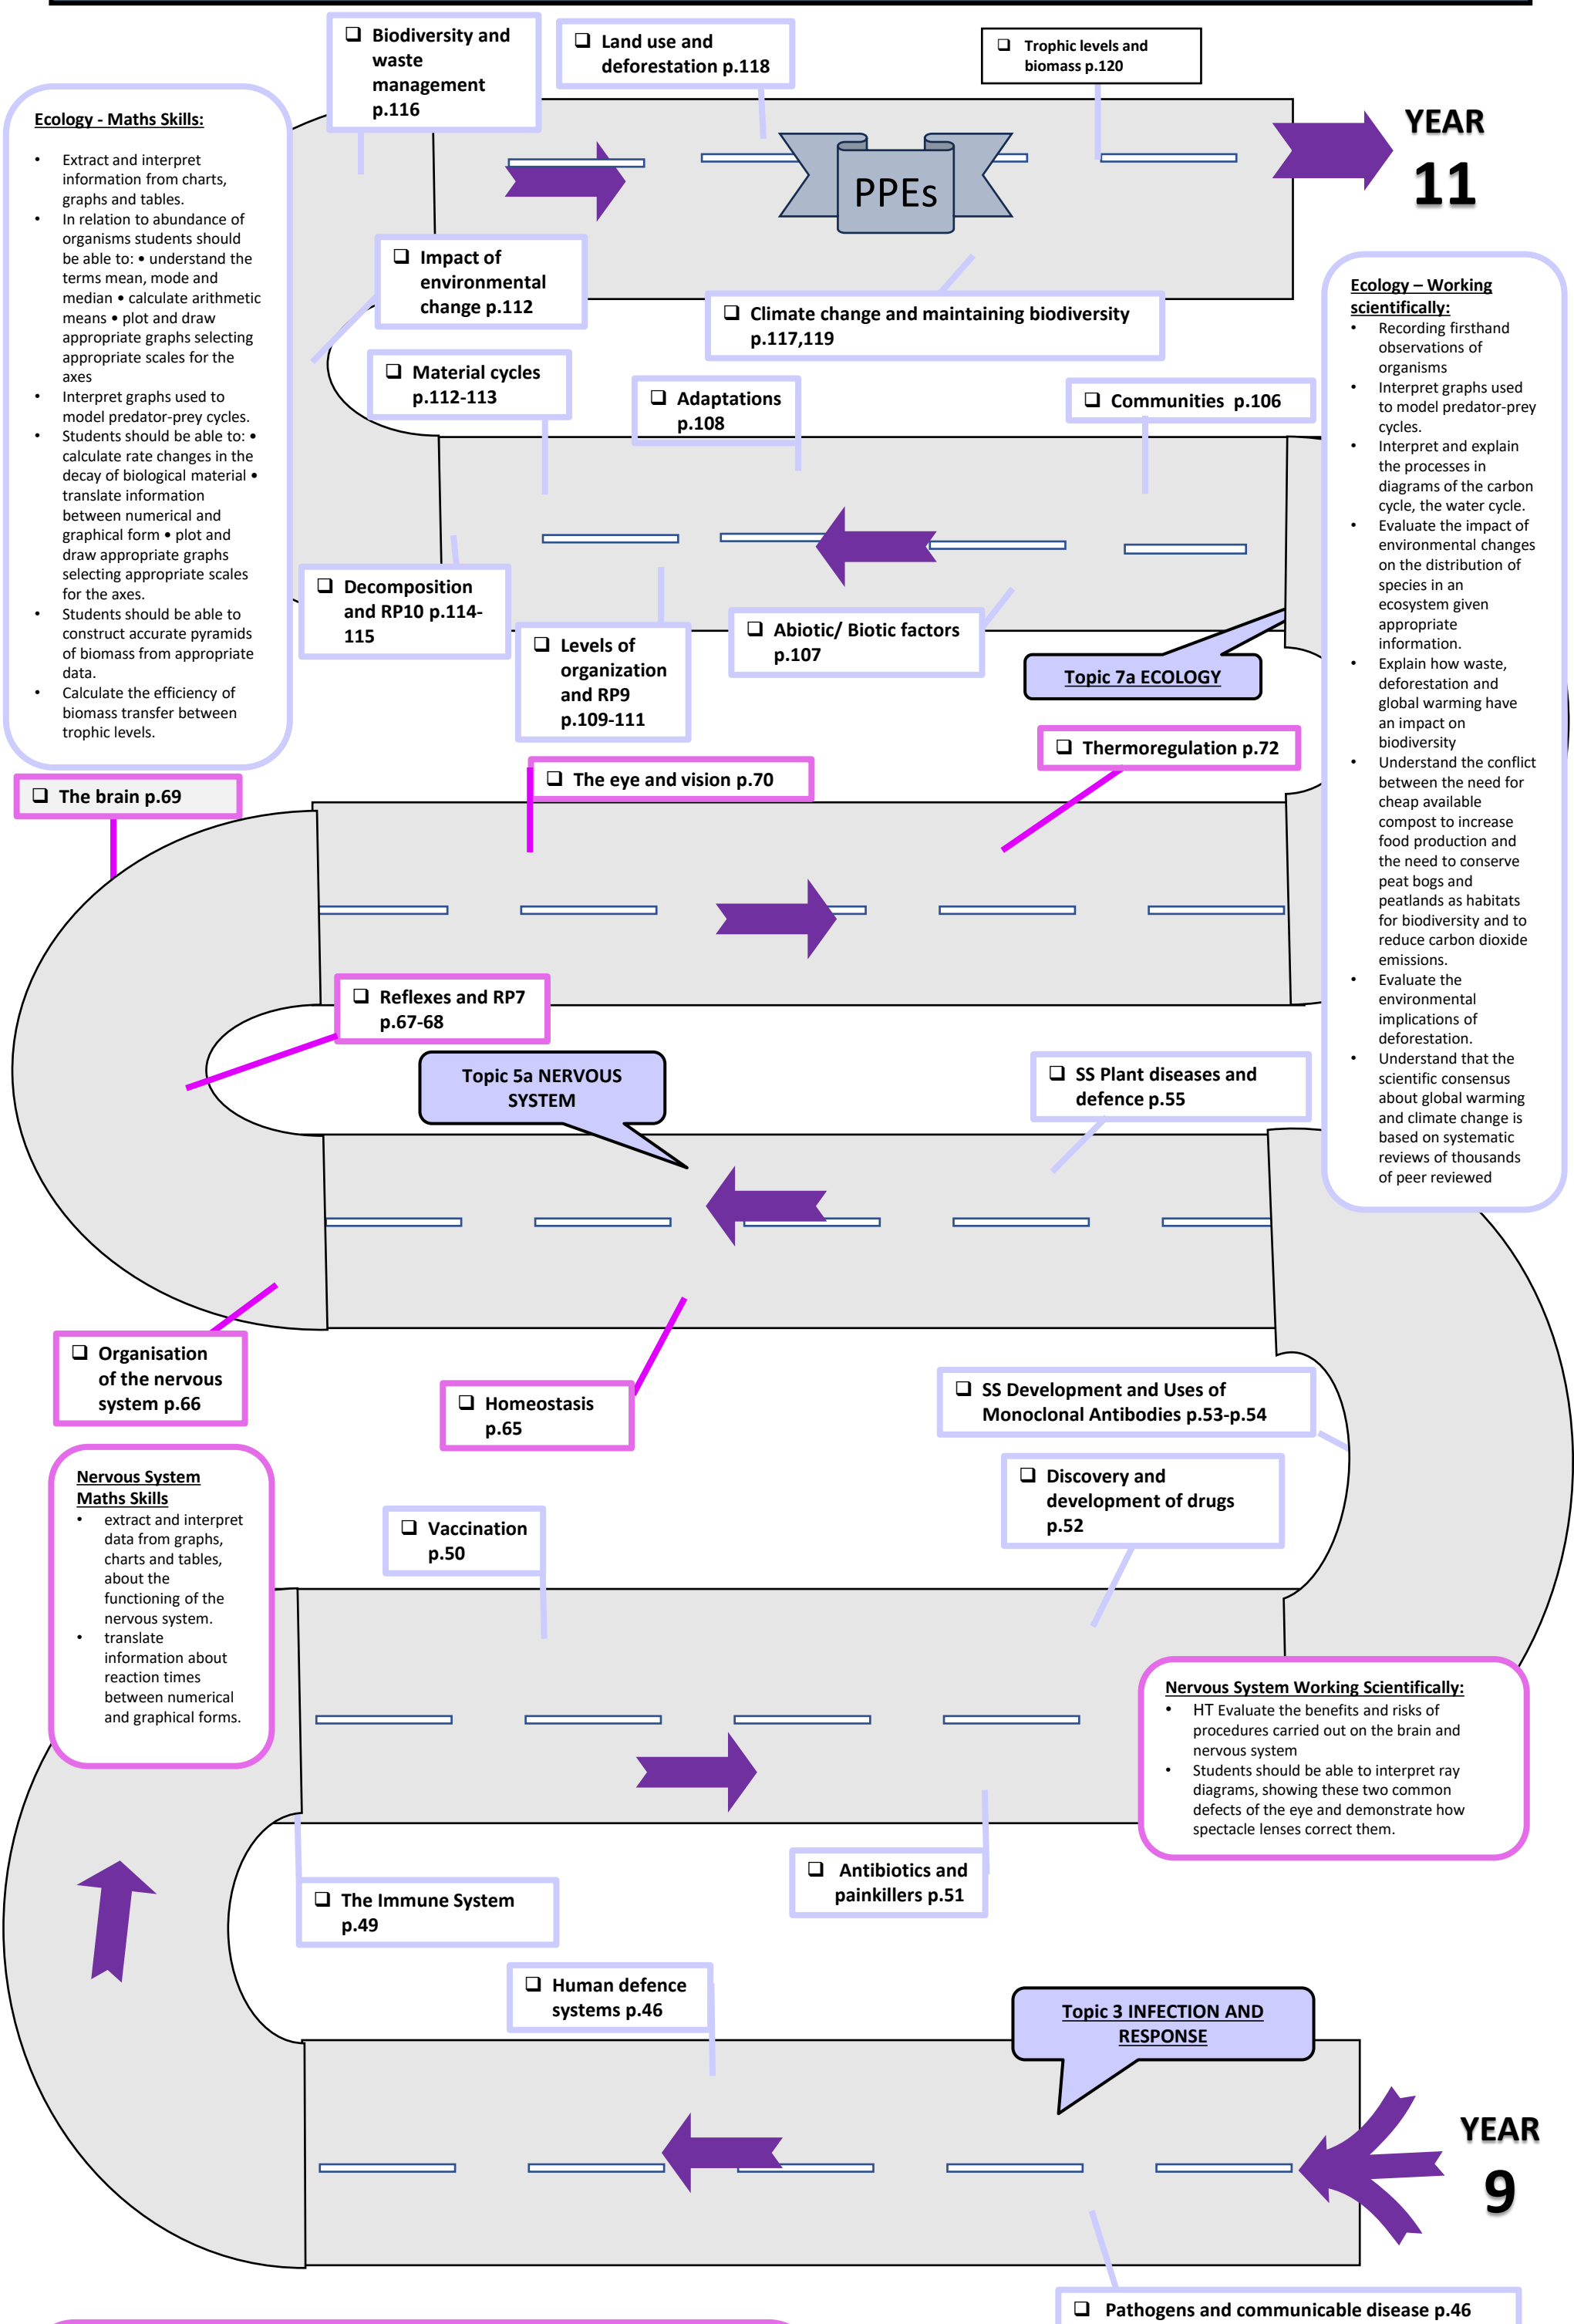 ❑ Biodiversity and
waste
management
p.116
❑ Land use and
deforestation p.118
❑ Trophic levels and
biomass p.120
YEAR
11
PPEs
Ecology - Maths Skills:
• Extract and interpret
information from charts,
graphs and tables.
• In relation to abundance of
organisms students should
be able to: • understand the
terms mean, mode and
median • calculate arithmetic
means • plot and draw
appropriate graphs selecting
appropriate scales for the
axes
• Interpret graphs used to
model predator-prey cycles.
• Students should be able to: •
calculate rate changes in the
decay of biological material •
translate information
between numerical and
graphical form • plot and
draw appropriate graphs
selecting appropriate scales
for the axes.
• Students should be able to
construct accurate pyramids
of biomass from appropriate
data.
• Calculate the efficiency of
biomass transfer between
trophic levels.
❑ Impact of
environmental
change p.112
❑ Climate change and maintaining biodiversity
p.117,119
Ecology – Working
scientifically:
• Recording firsthand
observations of
organisms
• Interpret graphs used
to model predator-prey
cycles.
• Interpret and explain
the processes in
diagrams of the carbon
cycle, the water cycle.
• Evaluate the impact of
environmental changes
on the distribution of
species in an
ecosystem given
appropriate
information.
• Explain how waste,
deforestation and
global warming have
an impact on
biodiversity
• Understand the conflict
between the need for
cheap available
compost to increase
food production and
the need to conserve
peat bogs and
peatlands as habitats
for biodiversity and to
reduce carbon dioxide
emissions.
• Evaluate the
environmental
implications of
deforestation.
• Understand that the
scientific consensus
about global warming
and climate change is
based on systematic
reviews of thousands
of peer reviewed
❑ Material cycles
p.112-113
❑ Adaptations
p.108
❑ Communities p.106
❑ Decomposition
and RP10 p.114-
115
❑ Levels of
organization
and RP9
p.109-111
❑ Abiotic/ Biotic factors
p.107
Topic 7a ECOLOGY
❑ The brain p.69
❑ The eye and vision p.70
❑ Thermoregulation p.72
❑ Reflexes and RP7
p.67-68
Topic 5a NERVOUS
SYSTEM
❑ SS Plant diseases and
defence p.55
❑ Organisation
of the nervous
system p.66
❑ Homeostasis
p.65
❑ SS Development and Uses of
Monoclonal Antibodies p.53-p.54
Nervous System
Maths Skills
• extract and interpret
data from graphs,
charts and tables,
about the
functioning of the
nervous system.
• translate
information about
reaction times
between numerical
and graphical forms.
❑ Vaccination
p.50
❑ Discovery and
development of drugs
p.52
Nervous System Working Scientifically:
• HT Evaluate the benefits and risks of
procedures carried out on the brain and
nervous system
• Students should be able to interpret ray
diagrams, showing these two common
defects of the eye and demonstrate how
spectacle lenses correct them.
❑ The Immune System
p.49
❑ Antibiotics and
painkillers p.51
❑ Human defence
systems p.46
Topic 3 INFECTION AND
RESPONSE
YEAR
9
❑ Pathogens and communicable disease p.46